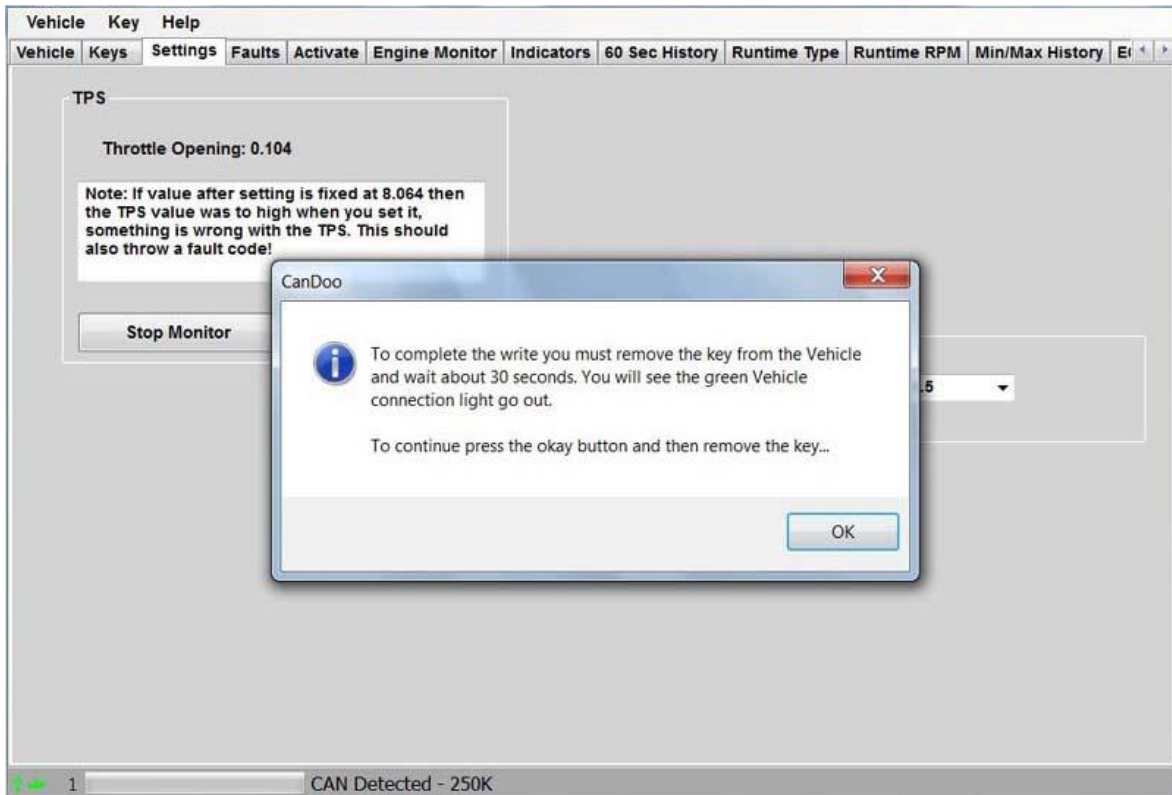 Vehicle Key Help
Vehicle Keys Settings Faults Activate Engine Monitor Indicators 60 Sec History Runtime Type Runtime RPM Min/Max History
TPS
Throttle Opening: 0.104
Note: If value after setting is fixed at 8.064 then
the TPS value was to high when you set it,
something is wrong with the TPS. This should
also throw a fault code!
Stop Monitor
CanDoo
To complete the write you must remove the key from the Vehicle
and wait about 30 seconds. You will see the green Vehicle
connection light go out.
To continue press the okay button and then remove the key...
OK
.5
1
CAN Detected - 250K